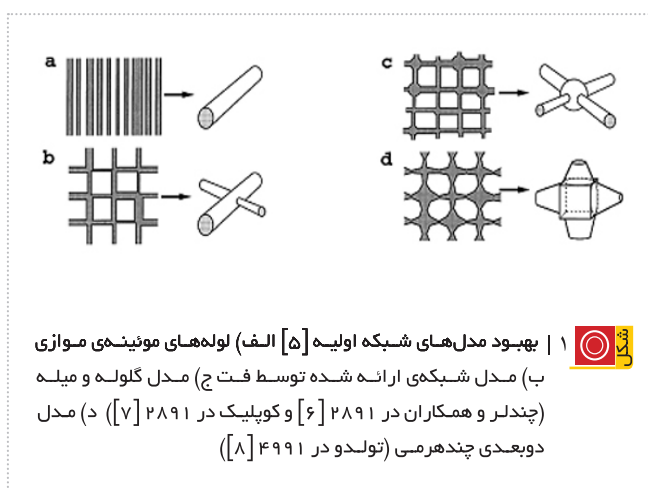 a
c
b
d
شکل
۱ | بهبود مدل‌های شبکه اولیه [۵] الف) لوله‌های موئینه‌ی موازی
ب) مدل شبکه‌ی ارائه شده توسط فت ج) مدل گلوله و میله
(چندلر و همکاران در ۲۸۹۱ [۶] و کوپلیک در ۲۸۹۱ [۷]) د) مدل
دوبعدی چندهرمی (تولدو در ۴۹۹۱ [۸])